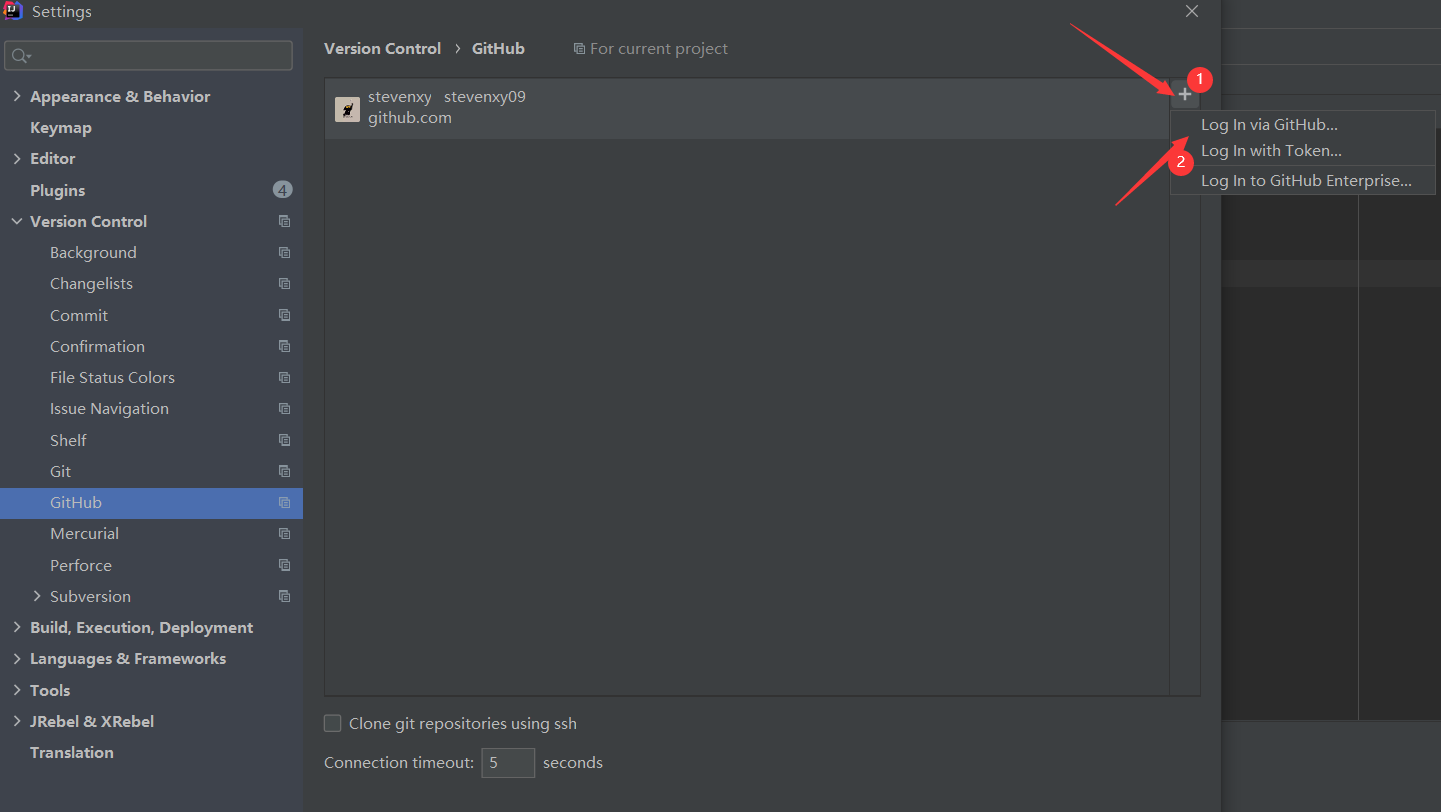 Settings
Version Control › GitHub For current project
Appearance & Behavior
Keymap
Editor
Plugins 4
Version Control
Background
Changelists
Commit
Confirmation
File Status Colors
Issue Navigation
Shelf
Git
GitHub
Mercurial
Perforce
Subversion
Build, Execution, Deployment
Languages & Frameworks
Tools
JRebel & XRebel
Translation
stevenxy stevenxy09
github.com
1
Log In via GitHub...
2
Log In with Token...
Log In to GitHub Enterprise...
Clone git repositories using ssh
Connection timeout: 5 seconds